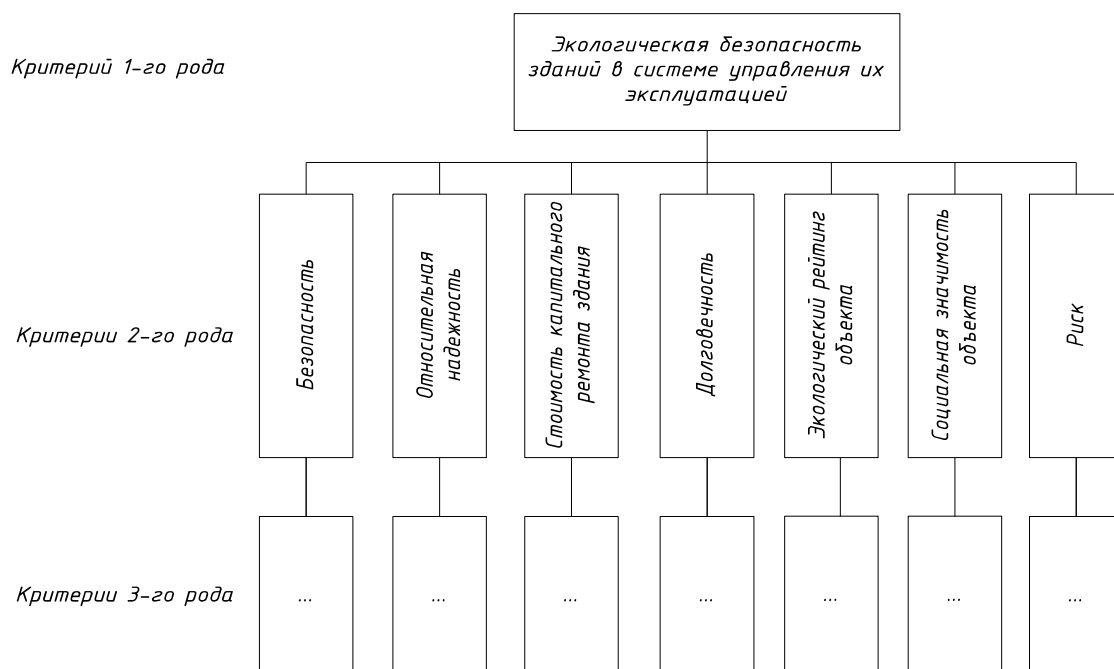 Экологическая безопасность
зданий в системе управления их
эксплуатацией
Критерий 1-го рода
Критерии 2-го рода
Безопасность
Относительная
надежность
Стоимость капитального
ремонта здания
Долговечность
Экологический рейтинг
объекта
Социальная значимость
объекта
Риск
Критерии 3-го рода
...
...
...
...
...
...
...